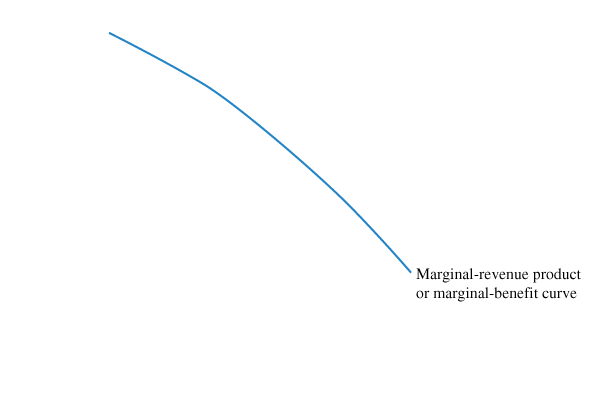 Marginal-revenue product
or marginal-benefit curve